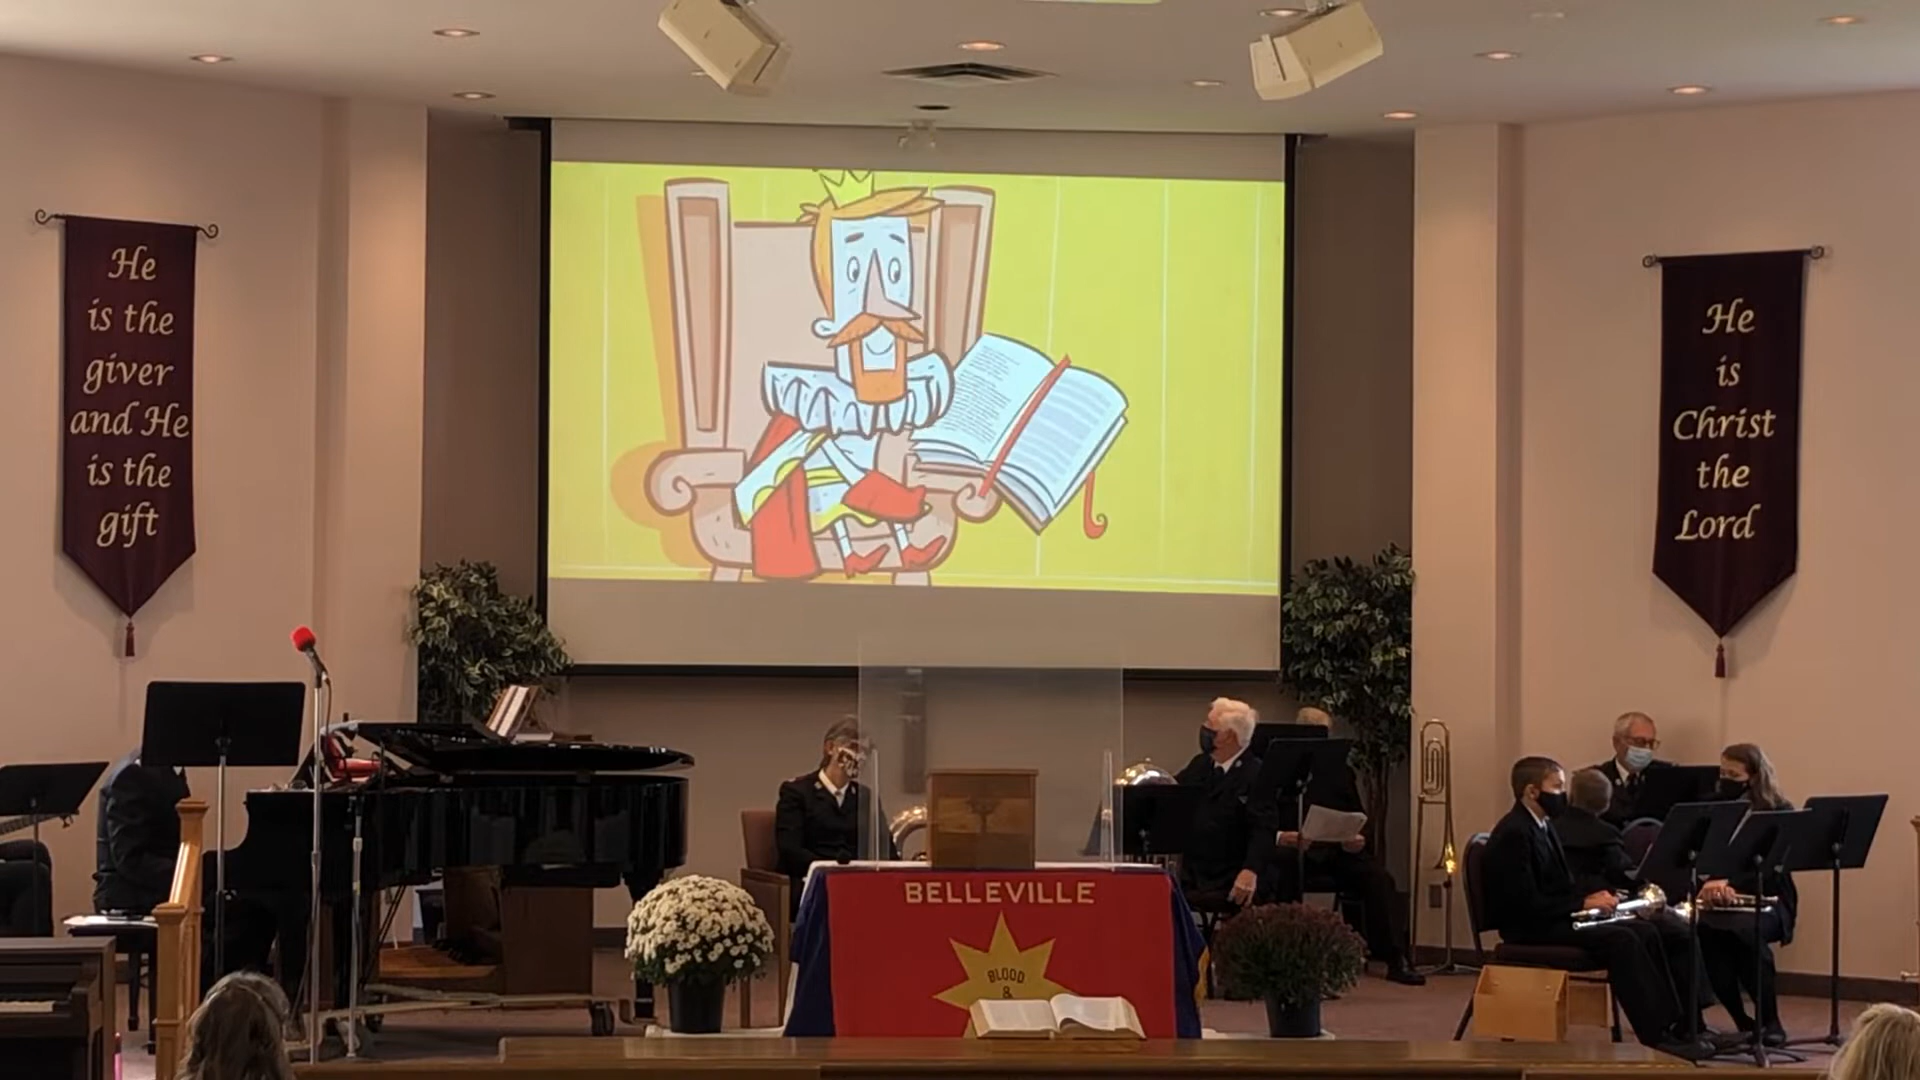 He
is the
giver
and He
is the
gift
He
is
Christ
the
Lord
BELLEVILLE
BLOOD
&